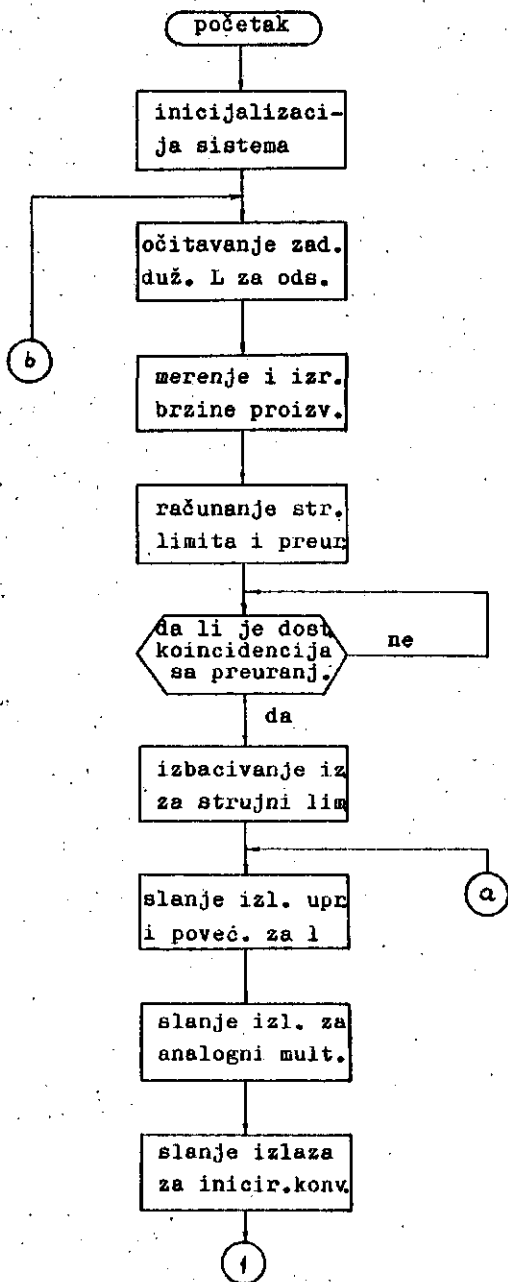 početak
inicijalizaci-
ja sistema
očitavanje zad.
duž. L za ods.
b
merenje i izr.
brzine proizv.
računanje str.
limita i preur.
da li je dost.
koincidencija
sa preuranj.
ne
da
izbacivanje iz
za strujni lim
a
slanje izl. upr
i poveć. za 1
slanje izl. za
analogni mult.
slanje izlaza
za inicir.konv.
1